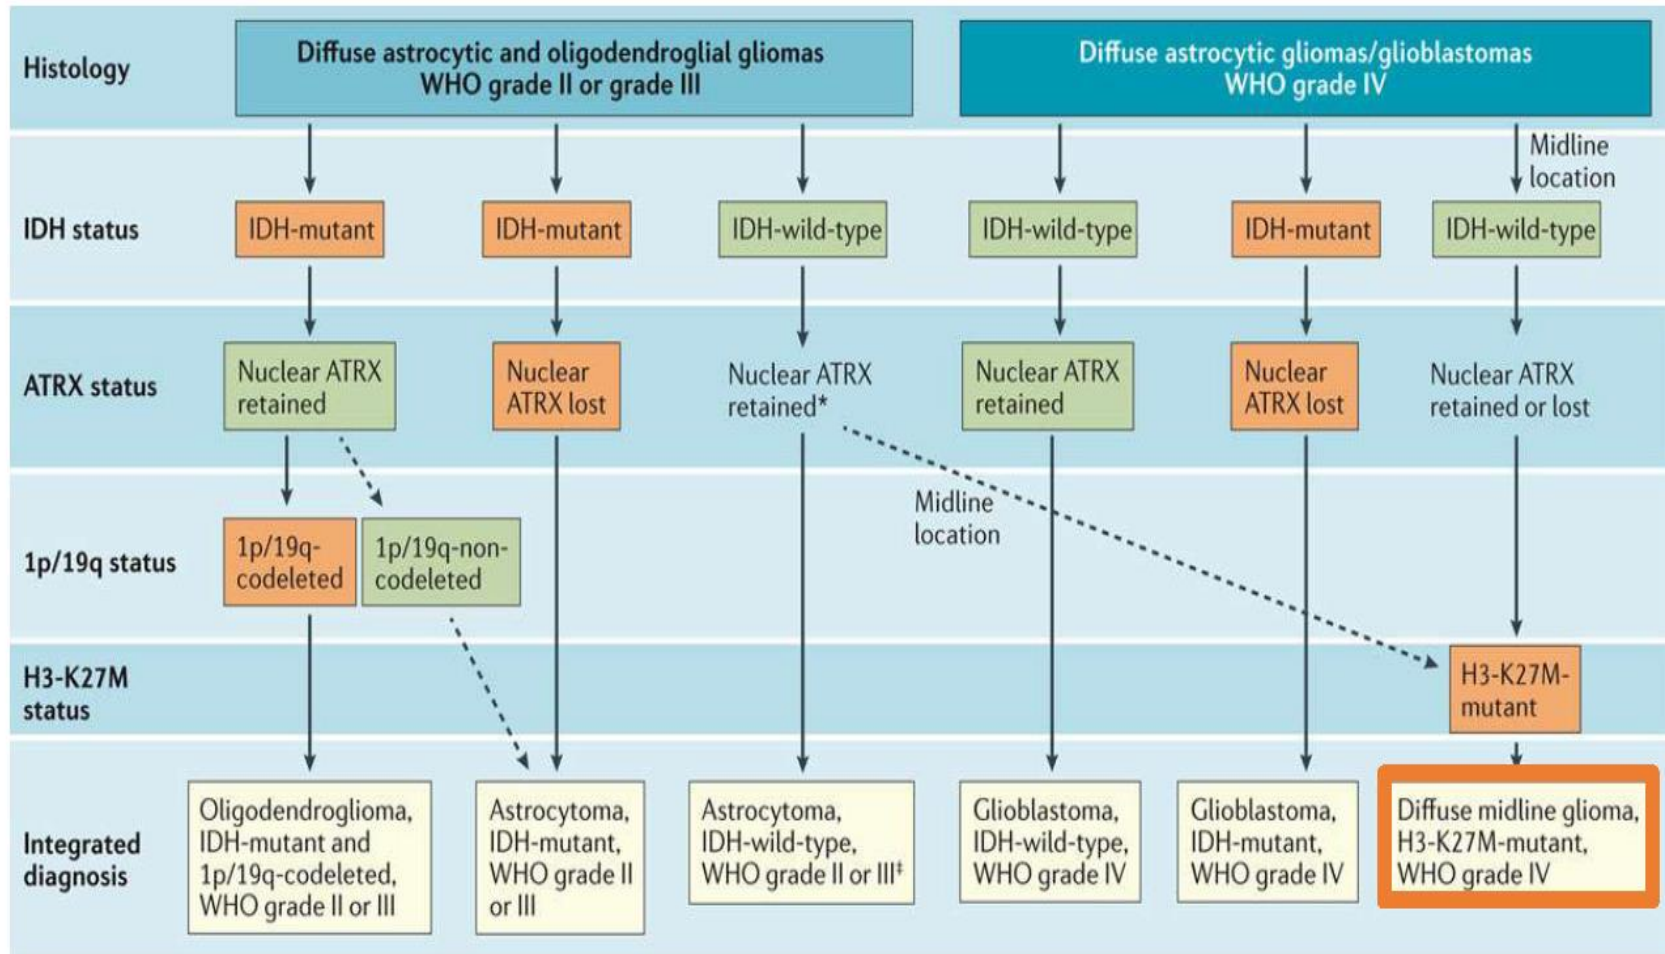 Histology
Diffuse astrocytic and oligodendroglial gliomas
WHO grade II or grade III
Diffuse astrocytic gliomas/glioblastomas
WHO grade IV
Midline
location
IDH status
IDH-mutant
IDH-mutant
IDH-wild-type
IDH-wild-type
IDH-mutant
IDH-wild-type
ATRX status
Nuclear ATRX
retained
Nuclear
ATRX lost
Nuclear ATRX
retained*
Nuclear ATRX
retained
Nuclear
ATRX lost
Nuclear ATRX
retained or lost
Midline
location
1p/19q status
1p/19q-
codeleted
1p/19q-non-
codeleted
H3-K27M
status
H3-K27M-
mutant
Integrated
diagnosis
Oligodendroglioma,
IDH-mutant and
1p/19q-codeleted,
WHO grade II or III
Astrocytoma,
IDH-mutant,
WHO grade II
or III
Astrocytoma,
IDH-wild-type,
WHO grade II or III‡
Glioblastoma,
IDH-wild-type,
WHO grade IV
Glioblastoma,
IDH-mutant,
WHO grade IV
Diffuse midline glioma,
H3-K27M-mutant,
WHO grade IV